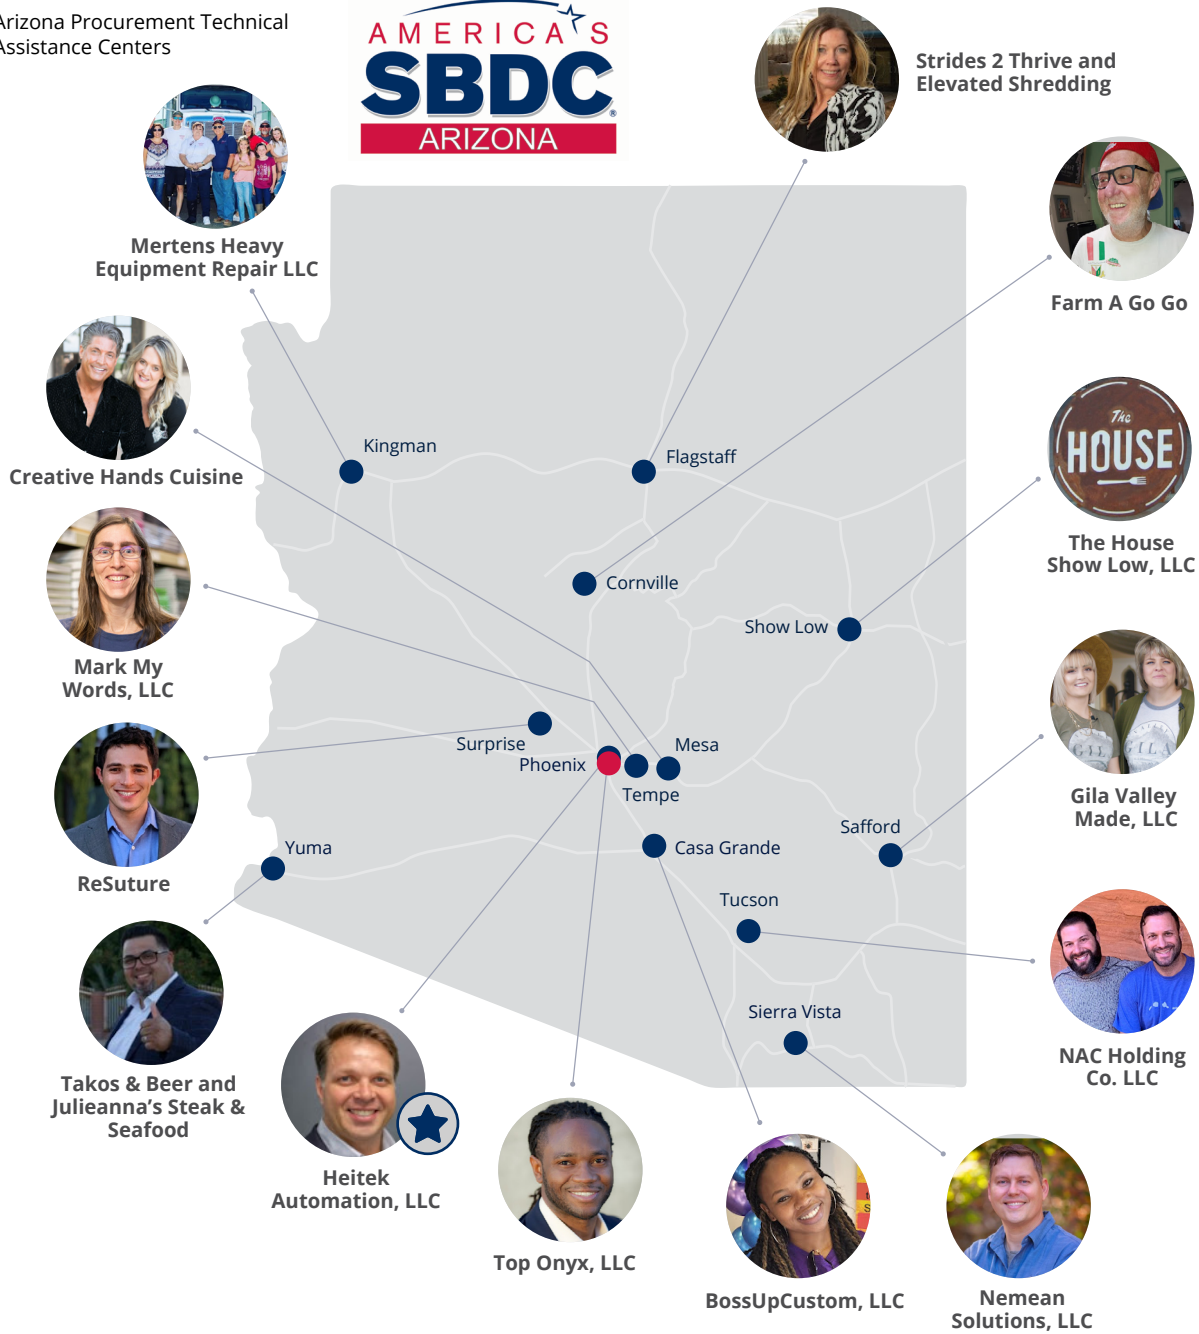 Arizona Procurement Technical
Assistance Centers
AMERICA'S
SBDC®
ARIZONA
Strides 2 Thrive and
Elevated Shredding
Mertens Heavy
Equipment Repair LLC
Farm A Go Go
Creative Hands Cuisine
Kingman
Flagstaff
The
HOUSE
The House
Show Low, LLC
Cornville
Show Low
Mark My
Words, LLC
Surprise
Phoenix
Mesa
Tempe
GILA
Gila Valley
Made, LLC
Safford
Yuma
Casa Grande
ReSuture
Tucson
Sierra Vista
NAC Holding
Co. LLC
Takos & Beer and
Julieanna’s Steak &
Seafood
Heitek
Automation, LLC
Top Onyx, LLC
BossUpCustom, LLC
Nemean
Solutions, LLC